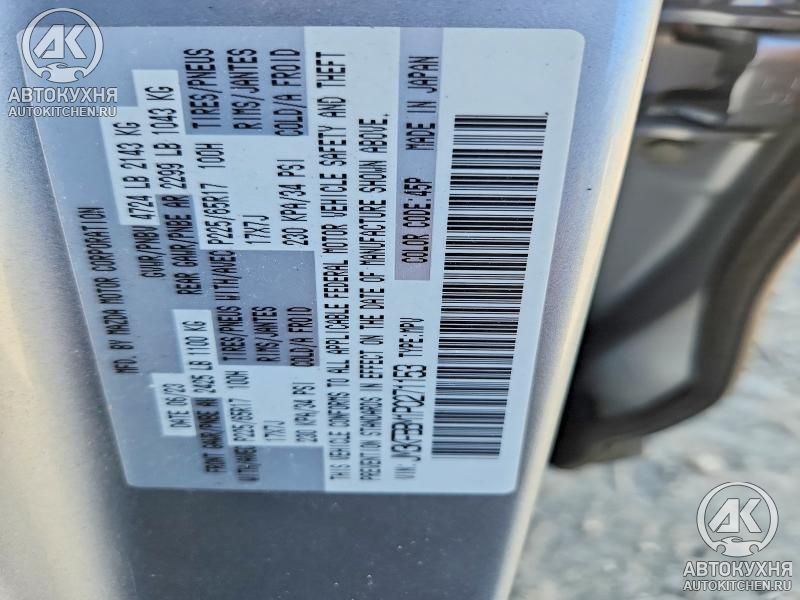 АВТОКУХНЯ
AUTOKITCHEN.RU
MFD. BY MAZDA MOTOR CORPORATION
DATE 06/23
GVWR/PNBV 4724 LB 2143 KG
FRNT GAWR/PNBE AV 2425 LB 1100 KG
REAR GAWR/PNBE AR 2299 LB 1043 KG
WITH/AVEC TIRES/PNEUS WITH/AVEC TIRES/PNEUS
P225/65R17 100H RIMS/JANTES P225/65R17 100H RIMS/JANTES
17X7J COLD/A FROID 17X7J COLD/A FROID
230 KPA/34 PSI 230 KPA/34 PSI
THIS VEHICLE CONFORMS TO ALL APPLICABLE FEDERAL MOTOR VEHICLE SAFETY AND THEFT
PREVENTION STANDARDS IN EFFECT ON THE DATE OF MANUFACTURE SHOWN ABOVE.
VIN: TYPE: MPV COLOR CODE: 45P MADE IN JAPAN
АВТОКУХНЯ
AUTOKITCHEN.RU